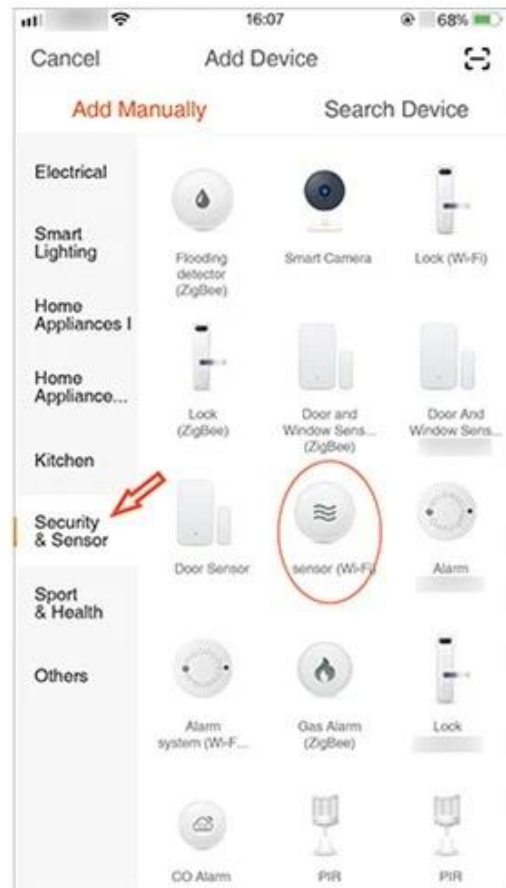 16:07
68%
Cancel
Add Device
Add Manually
Search Device
Electrical
Smart
Lighting
Home
Appliances I
Home
Appliance...
Kitchen
Security
& Sensor
Sport
& Health
Others
Flooding
detector
(ZigBee)
Smart Camera
Lock (Wi-Fi)
Lock
(ZigBee)
Door and
Window Sens...
(ZigBee)
Door And
Window Sens...
Door Sensor
sensor (Wi-Fi)
Alarm
Alarm
system (Wi-F...
Gas Alarm
(ZigBee)
Lock
CO Alarm
PIR
PIR